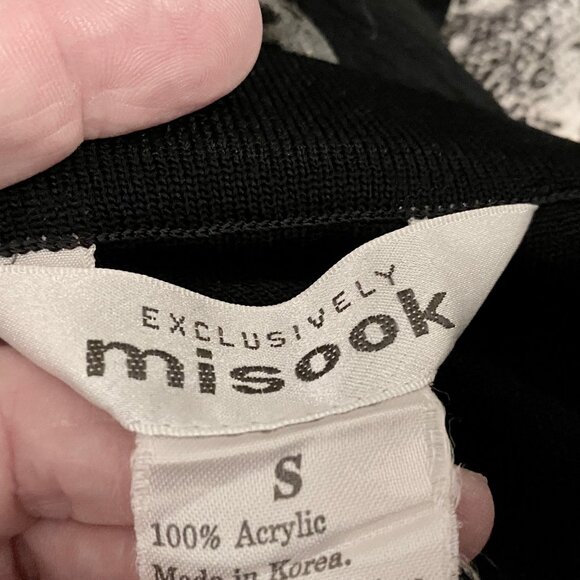 EXCLUSIVELY
misook
S
100% Acrylic
Made in Korea.